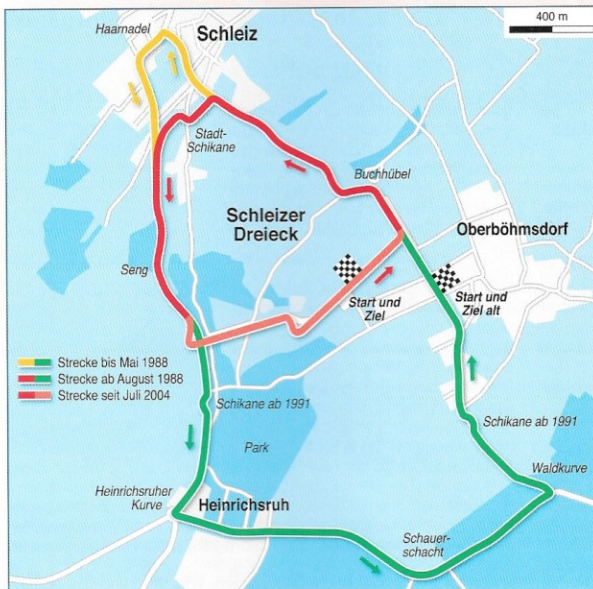 400 m
Haarnadel
Schleiz
Stadt-
Schikane
Buchhübel
Schleizer
Dreieck
Oberböhmsdorf
Seng
Start und
Ziel
Start und
Ziel alt
Strecke bis Mai 1988
Strecke ab August 1988
Strecke seit Juli 2004
Schikane ab 1991
Schikane ab 1991
Park
Waldkurve
Heinrichsruher
Kurve
Heinrichsruh
Schauer-
schacht